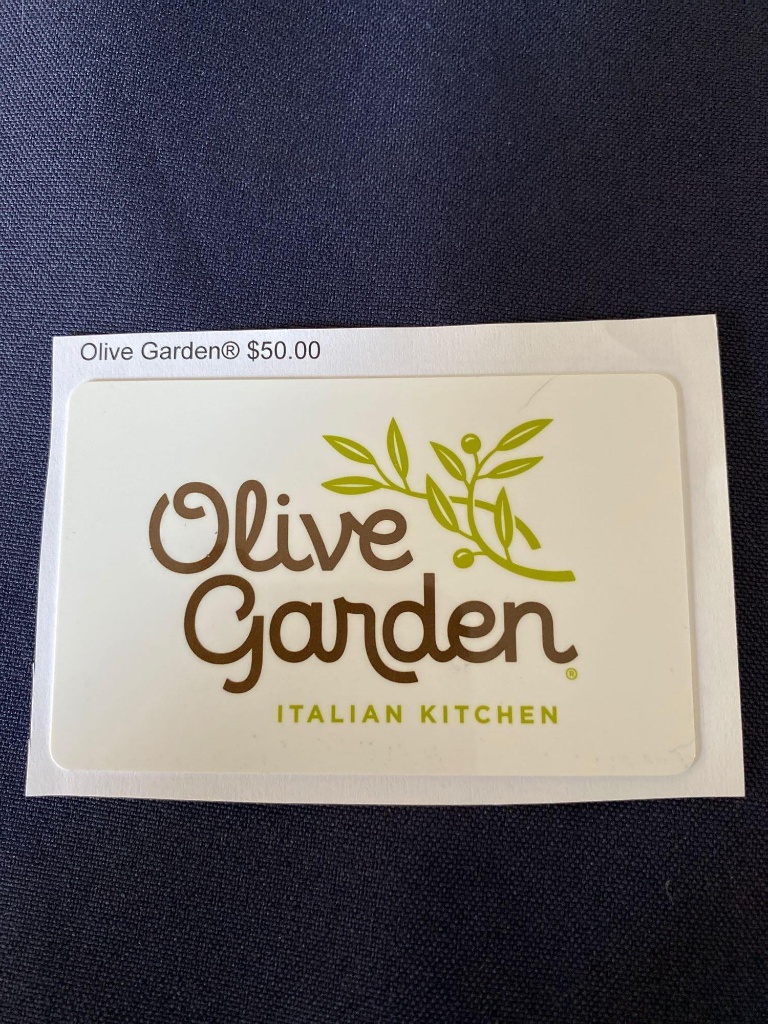 Olive Garden® $50.00
Olive
Garden®
ITALIAN KITCHEN